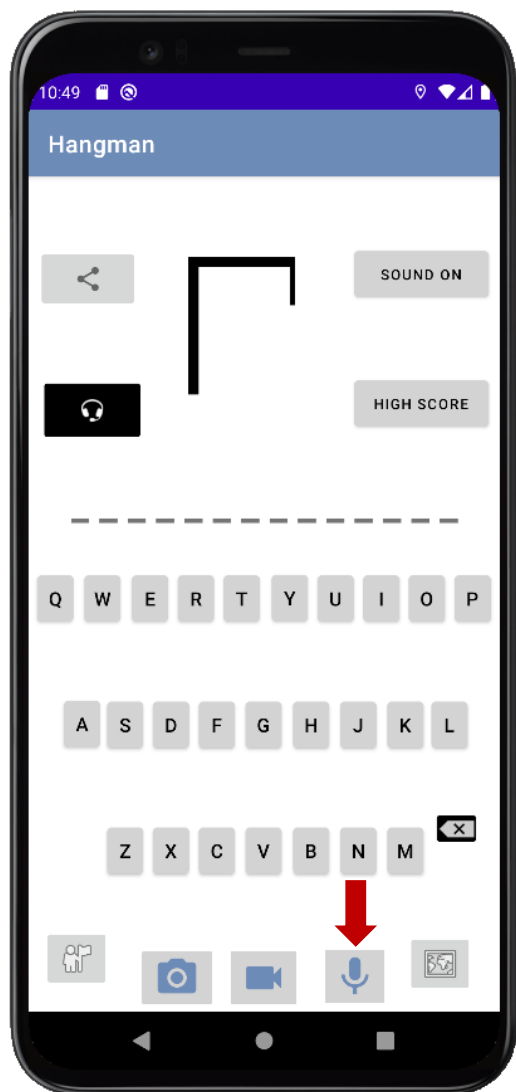 10:49
Hangman
SOUND ON
HIGH SCORE
Q W E R T Y U I O P
A S D F G H J K L
Z X C V B N M